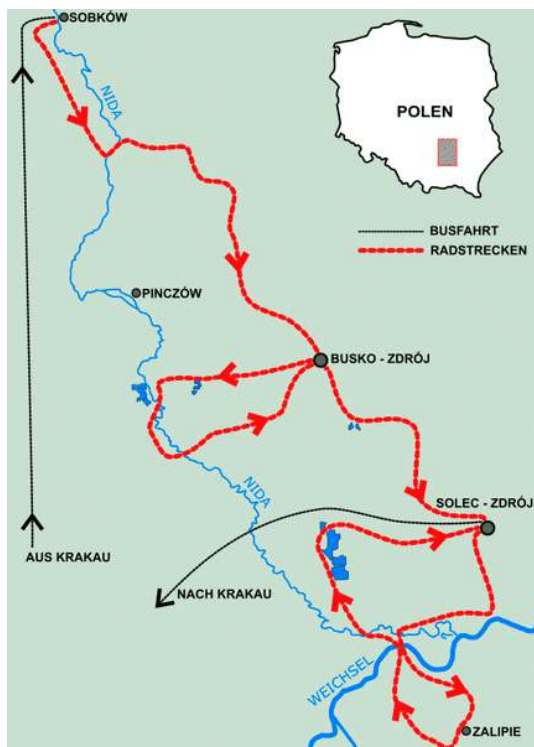 SOBKÓW
NIDA
POLEN
BUSFAHRT
RADSTRECKEN
PINCZÓW
BUSKO - ZDRÓJ
NIDA
SOLEC - ZDRÓJ
AUS KRAKAU
NACH KRAKAU
WEICHSEL
ZALIPIE